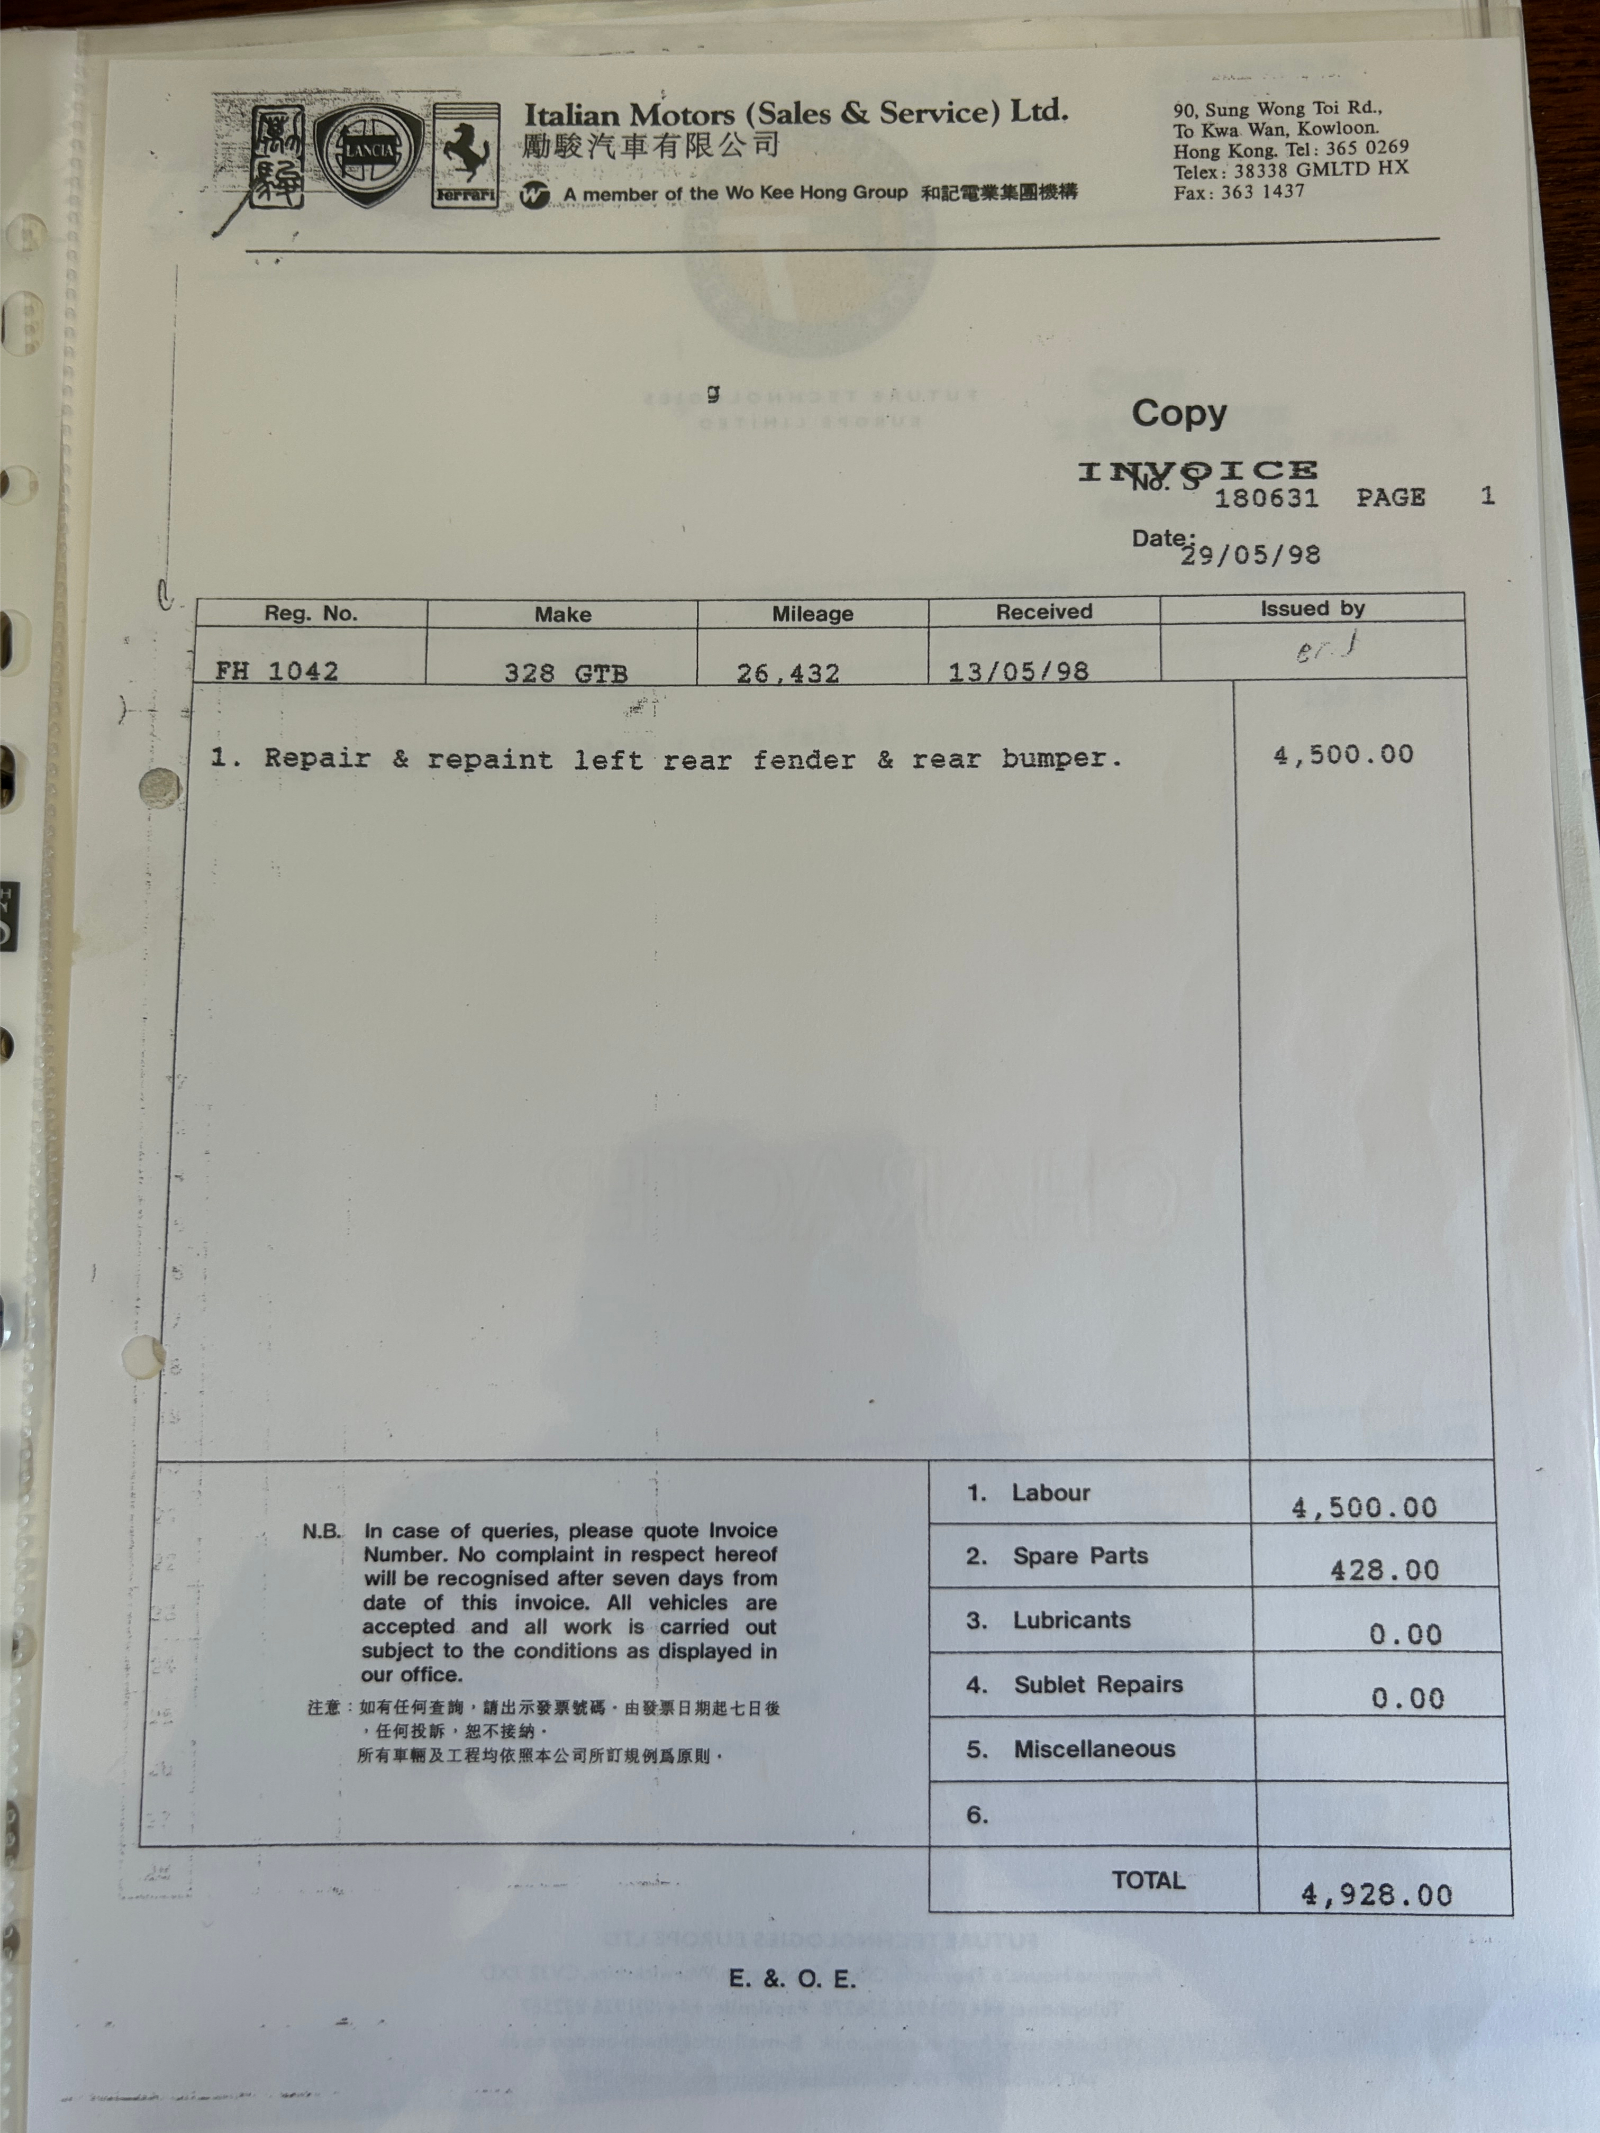 Italian Motors (Sales & Service) Ltd.
勵駿汽車有限公司
A member of the Wo Kee Hong Group 和記電業集團機構
LANCIA
Ferrari
90, Sung Wong Toi Rd.,
To Kwa Wan, Kowloon.
Hong Kong. Tel: 365 0269
Telex: 38338 GMLTD HX
Fax: 363 1437
g
Copy
INVOICE
No. S 180631 PAGE 1
Date: 29/05/98
Reg. No. Make Mileage Received Issued by
FH 1042 328 GTB 26,432 13/05/98
1. Repair & repaint left rear fender & rear bumper. 4,500.00
1. Labour 4,500.00
2. Spare Parts 428.00
3. Lubricants 0.00
4. Sublet Repairs 0.00
5. Miscellaneous
6.
TOTAL 4,928.00
N.B. In case of queries, please quote Invoice
Number. No complaint in respect hereof
will be recognised after seven days from
date of this invoice. All vehicles are
accepted and all work is carried out
subject to the conditions as displayed in
our office.
注意：如有任何查詢，請出示發票號碼。由發票日期起七日後
，任何投訴，恕不接納。
所有車輛及工程均依照本公司所訂規例爲原則。
E. &. O. E.